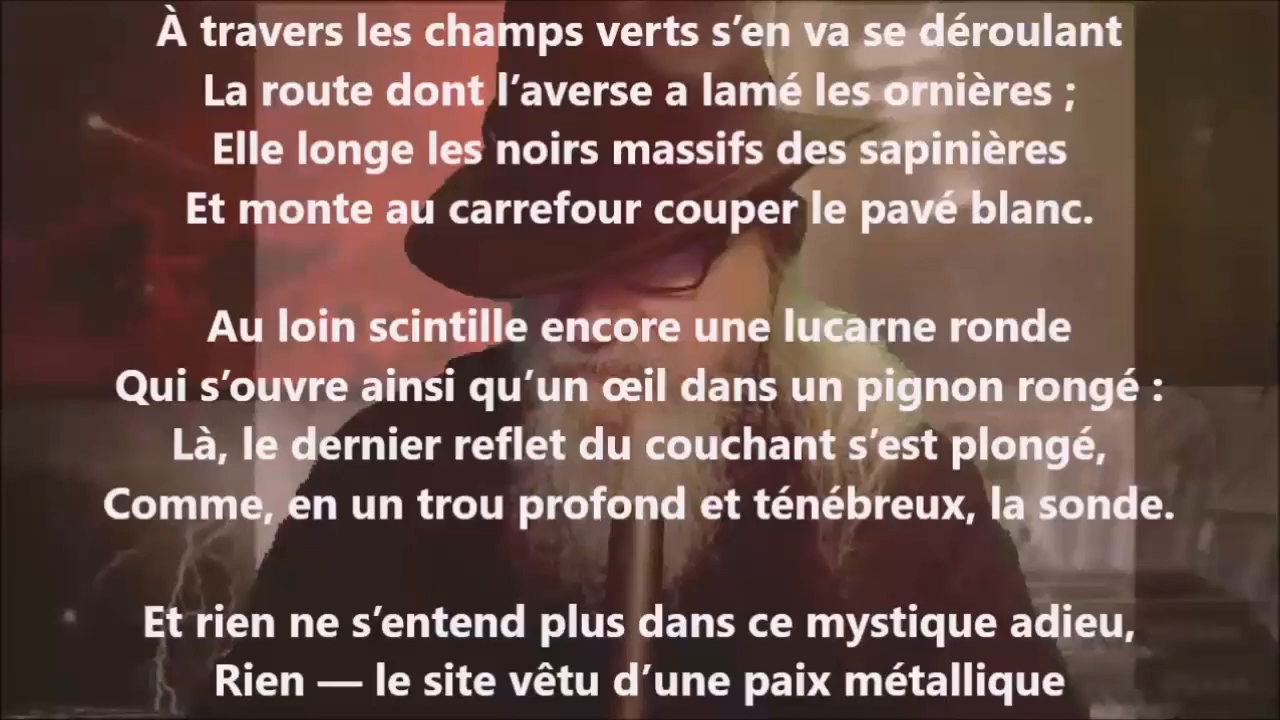 À travers les champs verts s’en va se déroulant
La route dont l’averse a lamé les ornières ;
Elle longe les noirs massifs des sapinières
Et monte au carrefour couper le pavé blanc.
Au loin scintille encore une lucarne ronde
Qui s’ouvre ainsi qu’un œil dans un pignon rongé :
Là, le dernier reflet du couchant s’est plongé,
Comme, en un trou profond et ténébreux, la sonde.
Et rien ne s’entend plus dans ce mystique adieu,
Rien — le site vêtu d’une paix métallique